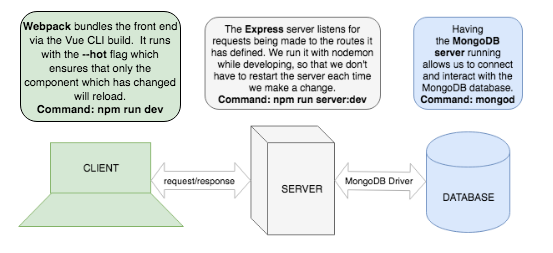 Webpack bundles the front end
via the Vue CLI build.  It runs
with the --hot flag which
ensures that only the
component which has changed
will reload.
Command: npm run dev
The Express server listens for
requests being made to the routes it
has defined. We run it with nodemon
while developing, so that we don't
have to restart the server each time
we make a change.
Command: npm run server:dev
Having
the MongoDB
server running
allows us to connect
and interact with the
MongoDB database.
Command: mongod
CLIENT
request/response
SERVER
MongoDB Driver
DATABASE